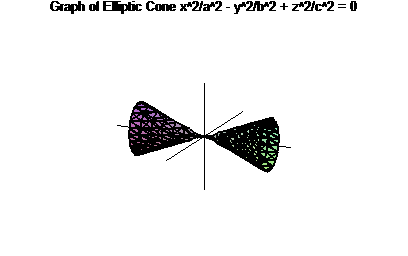 Graph of Elliptic Cone x^2/a^2 - y^2/b^2 + z^2/c^2 = 0